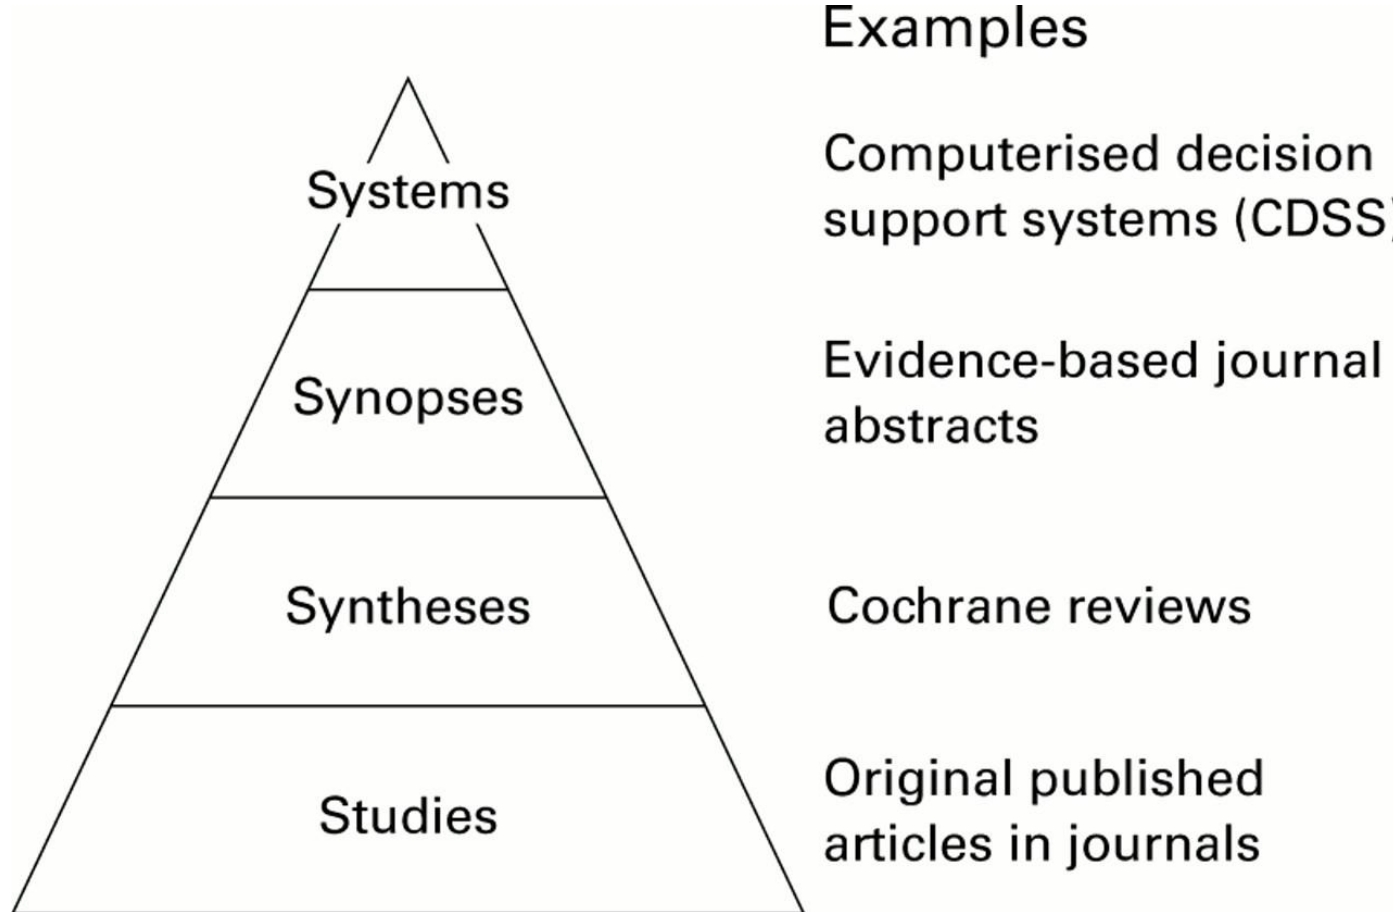 Examples
Systems
Computerised decision
support systems (CDSS)
Synopses
Evidence-based journal
abstracts
Syntheses
Cochrane reviews
Studies
Original published
articles in journals